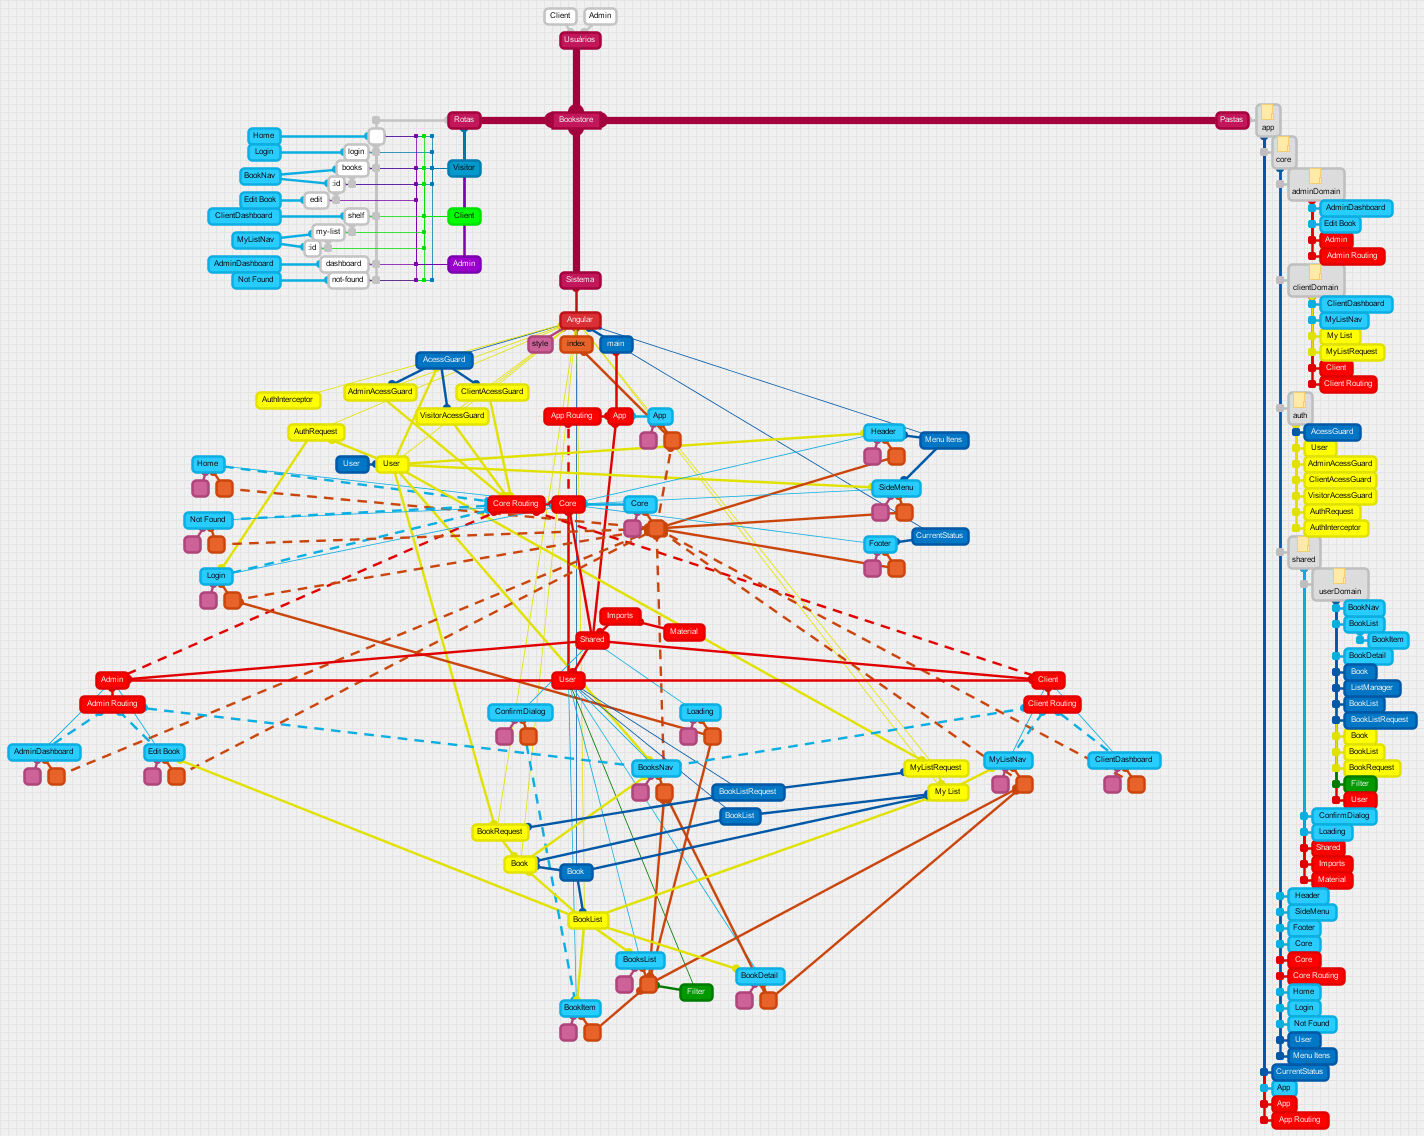 Client
Admin
Usuários
Rotas
Bookstore
Pastas
Home
Login
login
BookNav
books
:id
Visitor
Edit Book
edit
ClientDashboard
shelf
Client
MyListNav
my-list
:id
AdminDashboard
dashboard
Admin
Not Found
not-found
Sistema
Angular
style
index
main
AcessGuard
AuthInterceptor
AdminAcessGuard
ClientAcessGuard
VisitorAcessGuard
App Routing
App
App
AuthRequest
Header
Menu Itens
Home
User
User
SideMenu
Core Routing
Core
Core
Not Found
CurrentStatus
Footer
Login
Imports
Material
Shared
Admin
User
Client
Admin Routing
Client Routing
ConfirmDialog
Loading
AdminDashboard
Edit Book
BooksNav
MyListRequest
MyListNav
ClientDashboard
BookListRequest
My List
BookList
BookRequest
Book
Book
BookList
BooksList
BookDetail
Filter
BookItem
app
core
adminDomain
AdminDashboard
Edit Book
Admin
Admin Routing
clientDomain
ClientDashboard
MyListNav
My List
MyListRequest
Client
Client Routing
auth
AcessGuard
User
AdminAcessGuard
ClientAcessGuard
VisitorAcessGuard
AuthRequest
AuthInterceptor
shared
userDomain
BookNav
BookList
BookItem
BookDetail
Book
ListManager
BookList
BookListRequest
Book
BookList
BookRequest
Filter
User
ConfirmDialog
Loading
Shared
Imports
Material
Header
SideMenu
Footer
Core
Core
Core Routing
Home
Login
Not Found
User
Menu Itens
CurrentStatus
App
App
App Routing